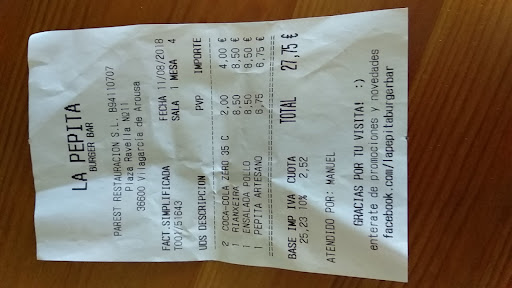 LA PEPITA
BURGER BAR
PAREST RESTAURACION S.L. B94110707
Plaza Ravella Nº11
36600 Villagarcia de Arousa
FACT.SIMPLIFICADA FECHA 11/08/2018
TDQ1/51643 SALA 1 MESA 4
UDS DESCRIPCION PVP IMPORTE
2 COCA-COLA ZERO 35 C 2,00 4,00 €
1 RIANXEIRA 8,50 8,50 €
1 ENSALADA POLLO 8,50 8,50 €
1 PEPITA ARTESANO 6,75 6,75 €
TOTAL 27,75 €
BASE IMP IVA CUOTA
25,23 10% 2,52
ATENDIDO POR: MANUEL
GRACIAS POR TU VISITA! :)
enterate de promociones y novedades
facebook.com/lapepitaburgerbar